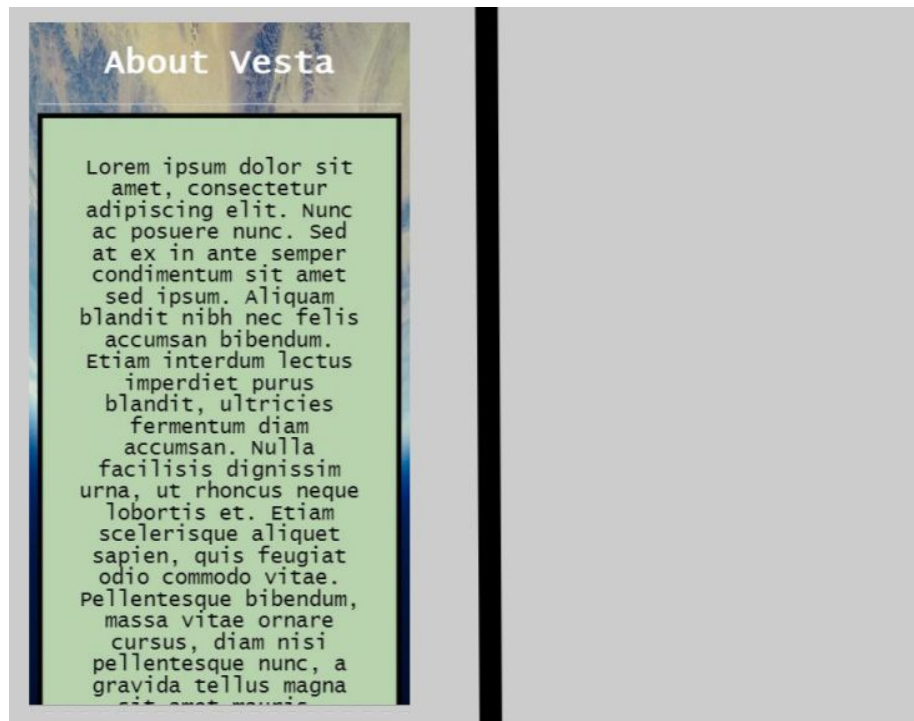 About Vesta
Lorem ipsum dolor sit
amet, consectetur
adipiscing elit. Nunc
ac posuere nunc. Sed
at ex in ante semper
condimentum sit amet
sed ipsum. Aliquam
blandit nibh nec felis
accumsan bibendum.
Etiam interdum lectus
imperdiet purus
blandit, ultricies
fermentum diam
accumsan. Nulla
facilisis dignissim
urna, ut rhoncus neque
lobortis et. Etiam
scelerisque aliquet
sapien, quis feugiat
odio commodo vitae.
Pellentesque bibendum,
massa vitae ornare
cursus, diam nisi
pellentesque nunc, a
gravida tellus magna
sit amet mauris.